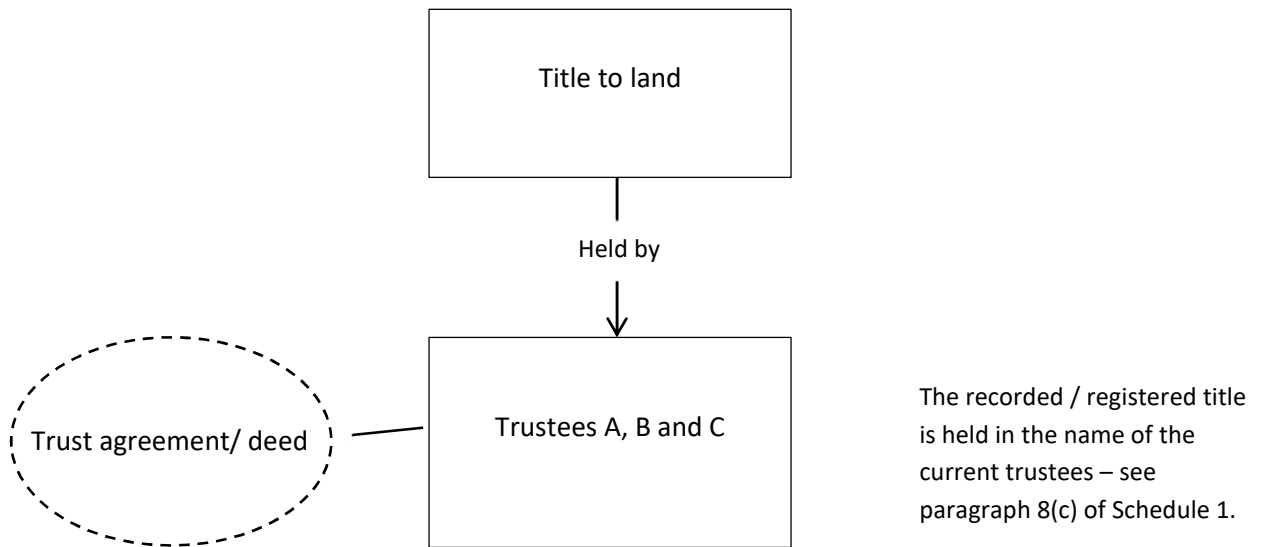 Title to land
Held by
Trust agreement/ deed
Trustees A, B and C
The recorded / registered title
is held in the name of the
current trustees – see
paragraph 8(c) of Schedule 1.